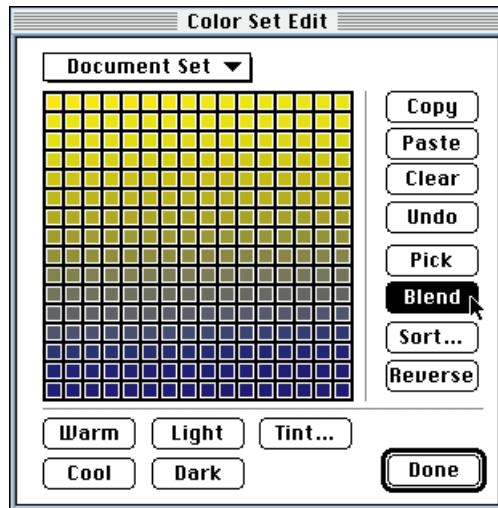 Color Set Edit
Document Set
Copy
Paste
Clear
Undo
Pick
Blend
Sort...
Reverse
Warm
Light
Tint...
Cool
Dark
Done